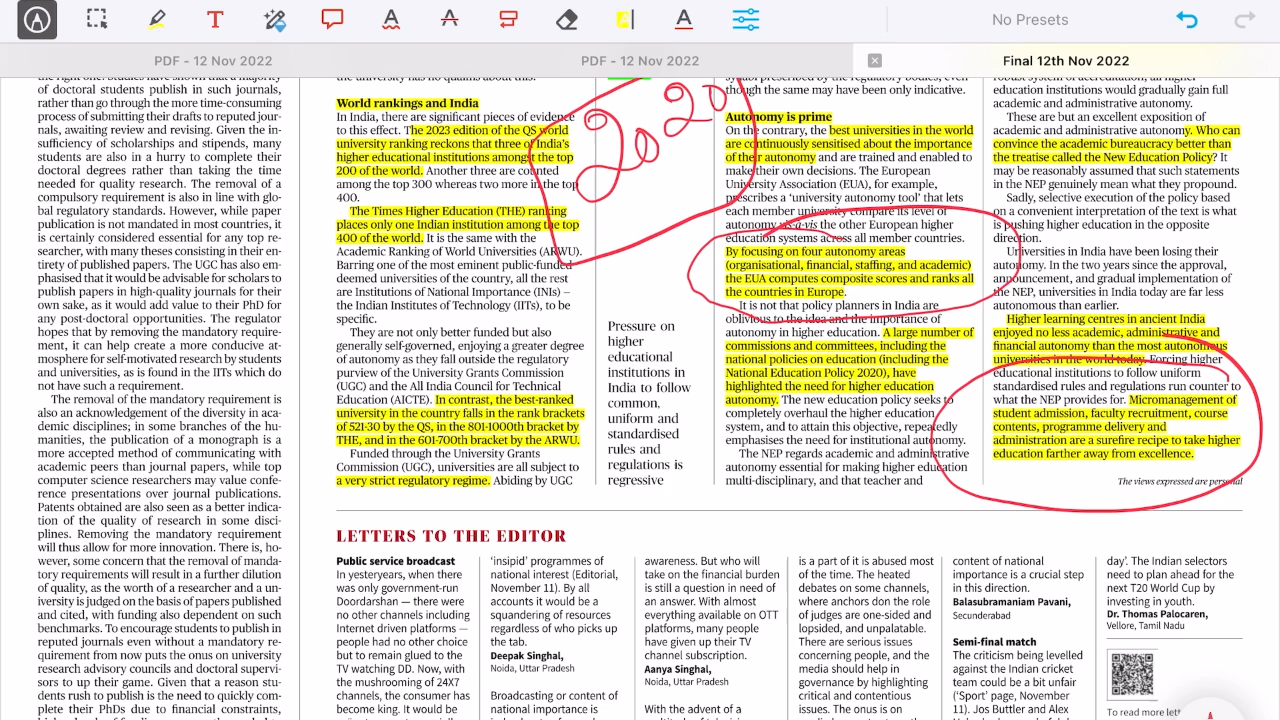 No Presets
PDF - 12 Nov 2022
PDF - 12 Nov 2022
Final 12th Nov 2022
of doctoral students publish in such journals,
rather than go through the more time-consuming
process of submitting their drafts to reputed jour-
nals, awaiting review and revising. Given the in-
sufficiency of scholarships and stipends, many
students are also in a hurry to complete their
doctoral degrees rather than taking the time
needed for quality research. The removal of a
compulsory requirement is also in line with glo-
bal regulatory standards. However, while paper
publication is not mandated in most countries, it
is certainly considered essential for any top re-
searcher, with many theses consisting in their en-
tirety of published papers. The UGC has also em-
phasised that it would be advisable for scholars to
publish papers in high-quality journals for their
own sake, as it would add value to their PhD for
any post-doctoral opportunities. The regulator
hopes that by removing the mandatory require-
ment, it can help create a more conducive at-
mosphere for self-motivated research by students
and universities, as is found in the IITs which do
not have such a requirement.
The removal of the mandatory requirement is
also an acknowledgement of the diversity in aca-
demic disciplines; in some branches of the hu-
manities, the publication of a monograph is a
more accepted method of communicating with
academic peers than journal papers, while top
computer science researchers may value confe-
rence presentations over journal publications.
Patents obtained are also seen as a better indica-
tion of the quality of research in some disci-
plines. Removing the mandatory requirement
will thus allow for more innovation. There is, ho-
wever, some concern that the removal of manda-
tory requirements will result in a further dilution
of quality, as the worth of a researcher and a un-
iversity is judged on the basis of papers published
and cited, with funding also dependent on such
benchmarks. To encourage students to publish in
reputed journals even without a mandatory re-
quirement from now puts the onus on university
research advisory councils and doctoral supervi-
sors to up their game. Given that a reason stu-
dents rush to publish is the need to quickly com-
plete their PhDs due to financial constraints,
World rankings and India
In India, there are significant pieces of evidence
to this effect. The 2023 edition of the QS world
university ranking reckons that three of India's
higher educational institutions amongst the top
200 of the world. Another three are counted
among the top 300 whereas two more in the top
400.
The Times Higher Education (THE) ranking
places only one Indian institution among the top
400 of the world. It is the same with the
Academic Ranking of World Universities (ARWU).
Barring one of the most eminent public-funded
deemed universities of the country, all the rest
are Institutions of National Importance (INIs) —
the Indian Institutes of Technology (IITs), to be
specific.
They are not only better funded but also
generally self-governed, enjoying a greater degree
of autonomy as they fall outside the regulatory
purview of the University Grants Commission
(UGC) and the All India Council for Technical
Education (AICTE). In contrast, the best-ranked
university in the country falls in the rank brackets
of 521-30 by the QS, in the 801-1000th bracket by
THE, and in the 601-700th bracket by the ARWU.
Funded through the University Grants
Commission (UGC), universities are all subject to
a very strict regulatory regime. Abiding by UGC
2020
Pressure on
higher
educational
institutions in
India to follow
common,
uniform and
standardised
rules and
regulations is
regressive
though the same may have been only indicative.
Autonomy is prime
On the contrary, the best universities in the world
are continuously sensitised about the importance
of their autonomy and are trained and enabled to
make their own decisions. The European
University Association (EUA), for example,
prescribes a 'university autonomy tool' that lets
each member university compare its level of
autonomy vis-a-vis the other European higher
education systems across all member countries.
By focusing on four autonomy areas
(organisational, financial, staffing, and academic)
the EUA computes composite scores and ranks all
the countries in Europe.
It is not that policy planners in India are
oblivious to the idea and the importance of
autonomy in higher education. A large number of
commissions and committees, including the
national policies on education (including the
National Education Policy 2020), have
highlighted the need for higher education
autonomy. The new education policy seeks to
completely overhaul the higher education
system, and to attain this objective, repeatedly
emphasises the need for institutional autonomy.
The NEP regards academic and administrative
autonomy essential for making higher education
multi-disciplinary, and that teacher and
education institutions would gradually gain full
academic and administrative autonomy.
These are but an excellent exposition of
academic and administrative autonomy. Who can
convince the academic bureaucracy better than
the treatise called the New Education Policy? It
may be reasonably assumed that such statements
in the NEP genuinely mean what they propound.
Sadly, selective execution of the policy based
on a convenient interpretation of the text is what
is pushing higher education in the opposite
direction.
Universities in India have been losing their
autonomy. In the two years since the approval,
announcement, and gradual implementation of
the NEP, universities in India today are far less
autonomous than earlier.
Higher learning centres in ancient India
enjoyed no less academic, administrative and
financial autonomy than the most autonomous
universities in the world today. Forcing higher
educational institutions to follow uniform
standardised rules and regulations run counter to
what the NEP provides for. Micromanagement of
student admission, faculty recruitment, course
contents, programme delivery and
administration are a surefire recipe to take higher
education farther away from excellence.
The views expressed are personal
LETTERS TO THE EDITOR
Public service broadcast
In yesteryears, when there
was only government-run
Doordarshan — there were
no other channels including
Internet driven platforms —
people had no other choice
but to remain glued to the
TV watching DD. Now, with
the mushrooming of 24X7
channels, the consumer has
become king. It would be
'insipid' programmes of
national interest (Editorial,
November 11). By all
accounts it would be a
squandering of resources
regardless of who picks up
the tab.
Deepak Singhal,
Noida, Uttar Pradesh
Broadcasting or content of
national importance is
awareness. But who will
take on the financial burden
is still a question in need of
an answer. With almost
everything available on OTT
platforms, many people
have given up their TV
channel subscription.
Aanya Singhal,
Noida, Uttar Pradesh
With the advent of a
is a part of it is abused most
of the time. The heated
debates on some channels,
where anchors don the role
of judges are one-sided and
lopsided, and unpalatable.
There are serious issues
concerning people, and the
media should help in
governance by highlighting
critical and contentious
issues. The onus is on
content of national
importance is a crucial step
in this direction.
Balasubramaniam Pavani,
Secunderabad
Semi-final match
The criticism being levelled
against the Indian cricket
team could be a bit unfair
('Sport' page, November
11). Jos Buttler and Alex
day'. The Indian selectors
need to plan ahead for the
next T20 World Cup by
investing in youth.
Dr. Thomas Palocaren,
Vellore, Tamil Nadu
To read more